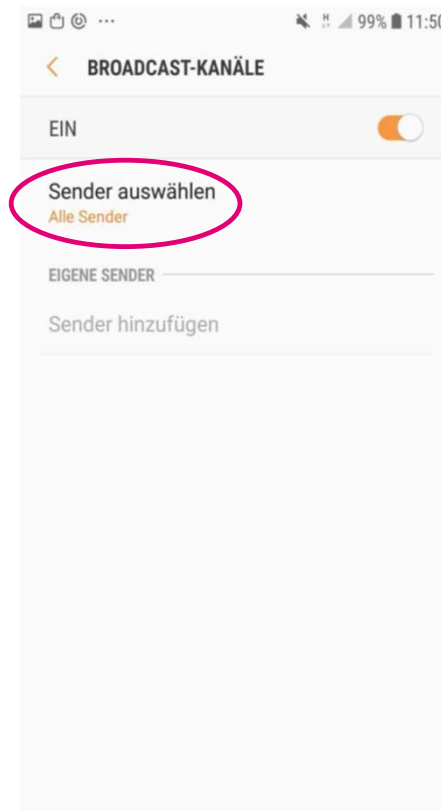 99% 11:50
BROADCAST-KANÄLE
EIN
Sender auswählen
Alle Sender
EIGENE SENDER
Sender hinzufügen